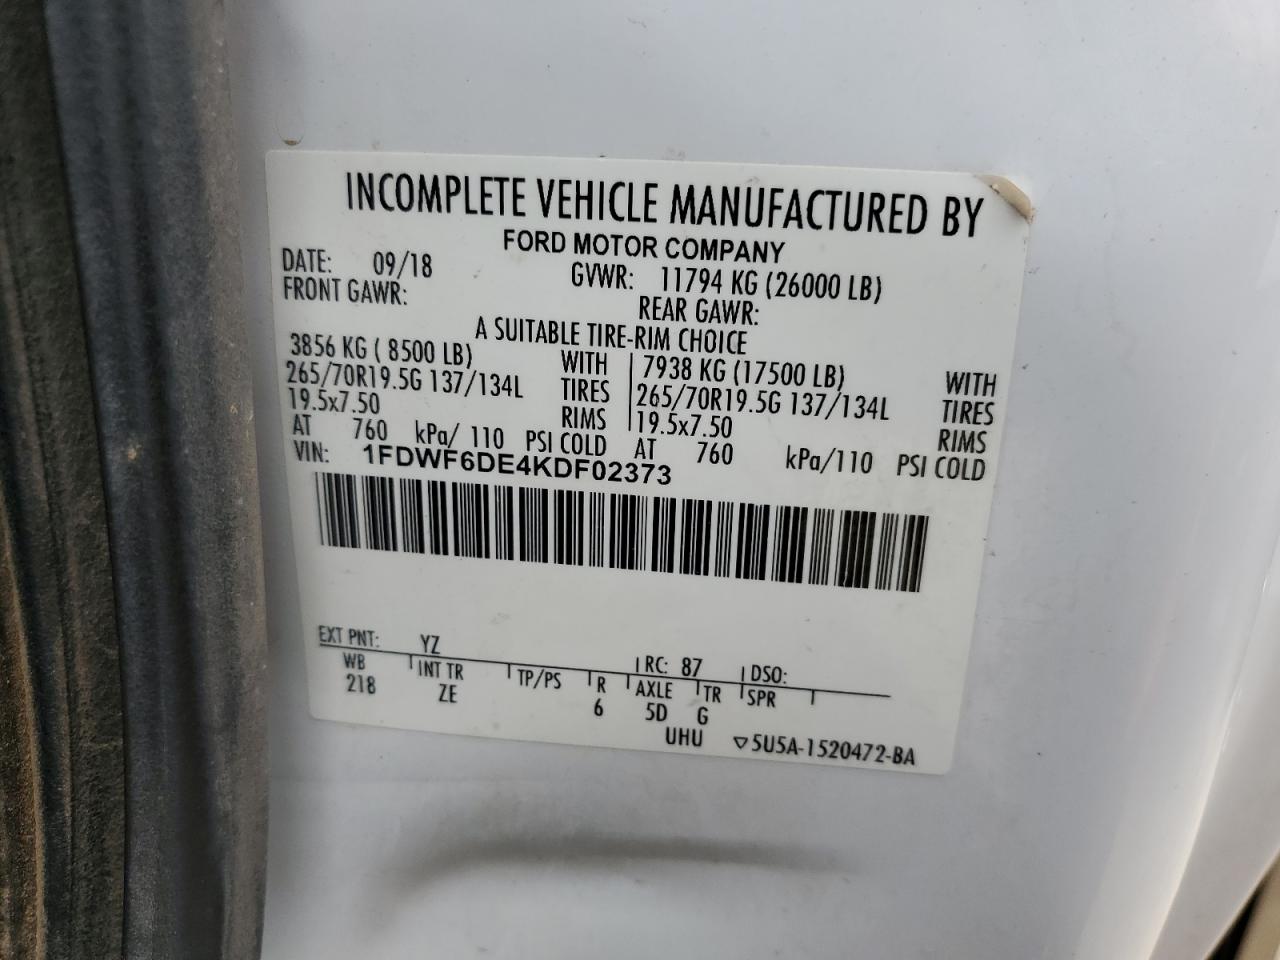 INCOMPLETE VEHICLE MANUFACTURED BY
FORD MOTOR COMPANY
DATE: 09/18 GVWR: 11794 KG (26000 LB)
FRONT GAWR: REAR GAWR:
A SUITABLE TIRE-RIM CHOICE
3856 KG ( 8500 LB) WITH 7938 KG (17500 LB) WITH
265/70R19.5G 137/134L TIRES 265/70R19.5G 137/134L TIRES
19.5x7.50 RIMS 19.5x7.50 RIMS
AT 760 kPa/ 110 PSI COLD AT 760 kPa/110 PSI COLD
VIN: 1FDWF6DE4KDF02373
EXT PNT: YZ RC: 87 DSO:
WB INT TR TP/PS R AXLE TR SPR
218 ZE 6 5D G
UHU ▽5U5A-1520472-BA